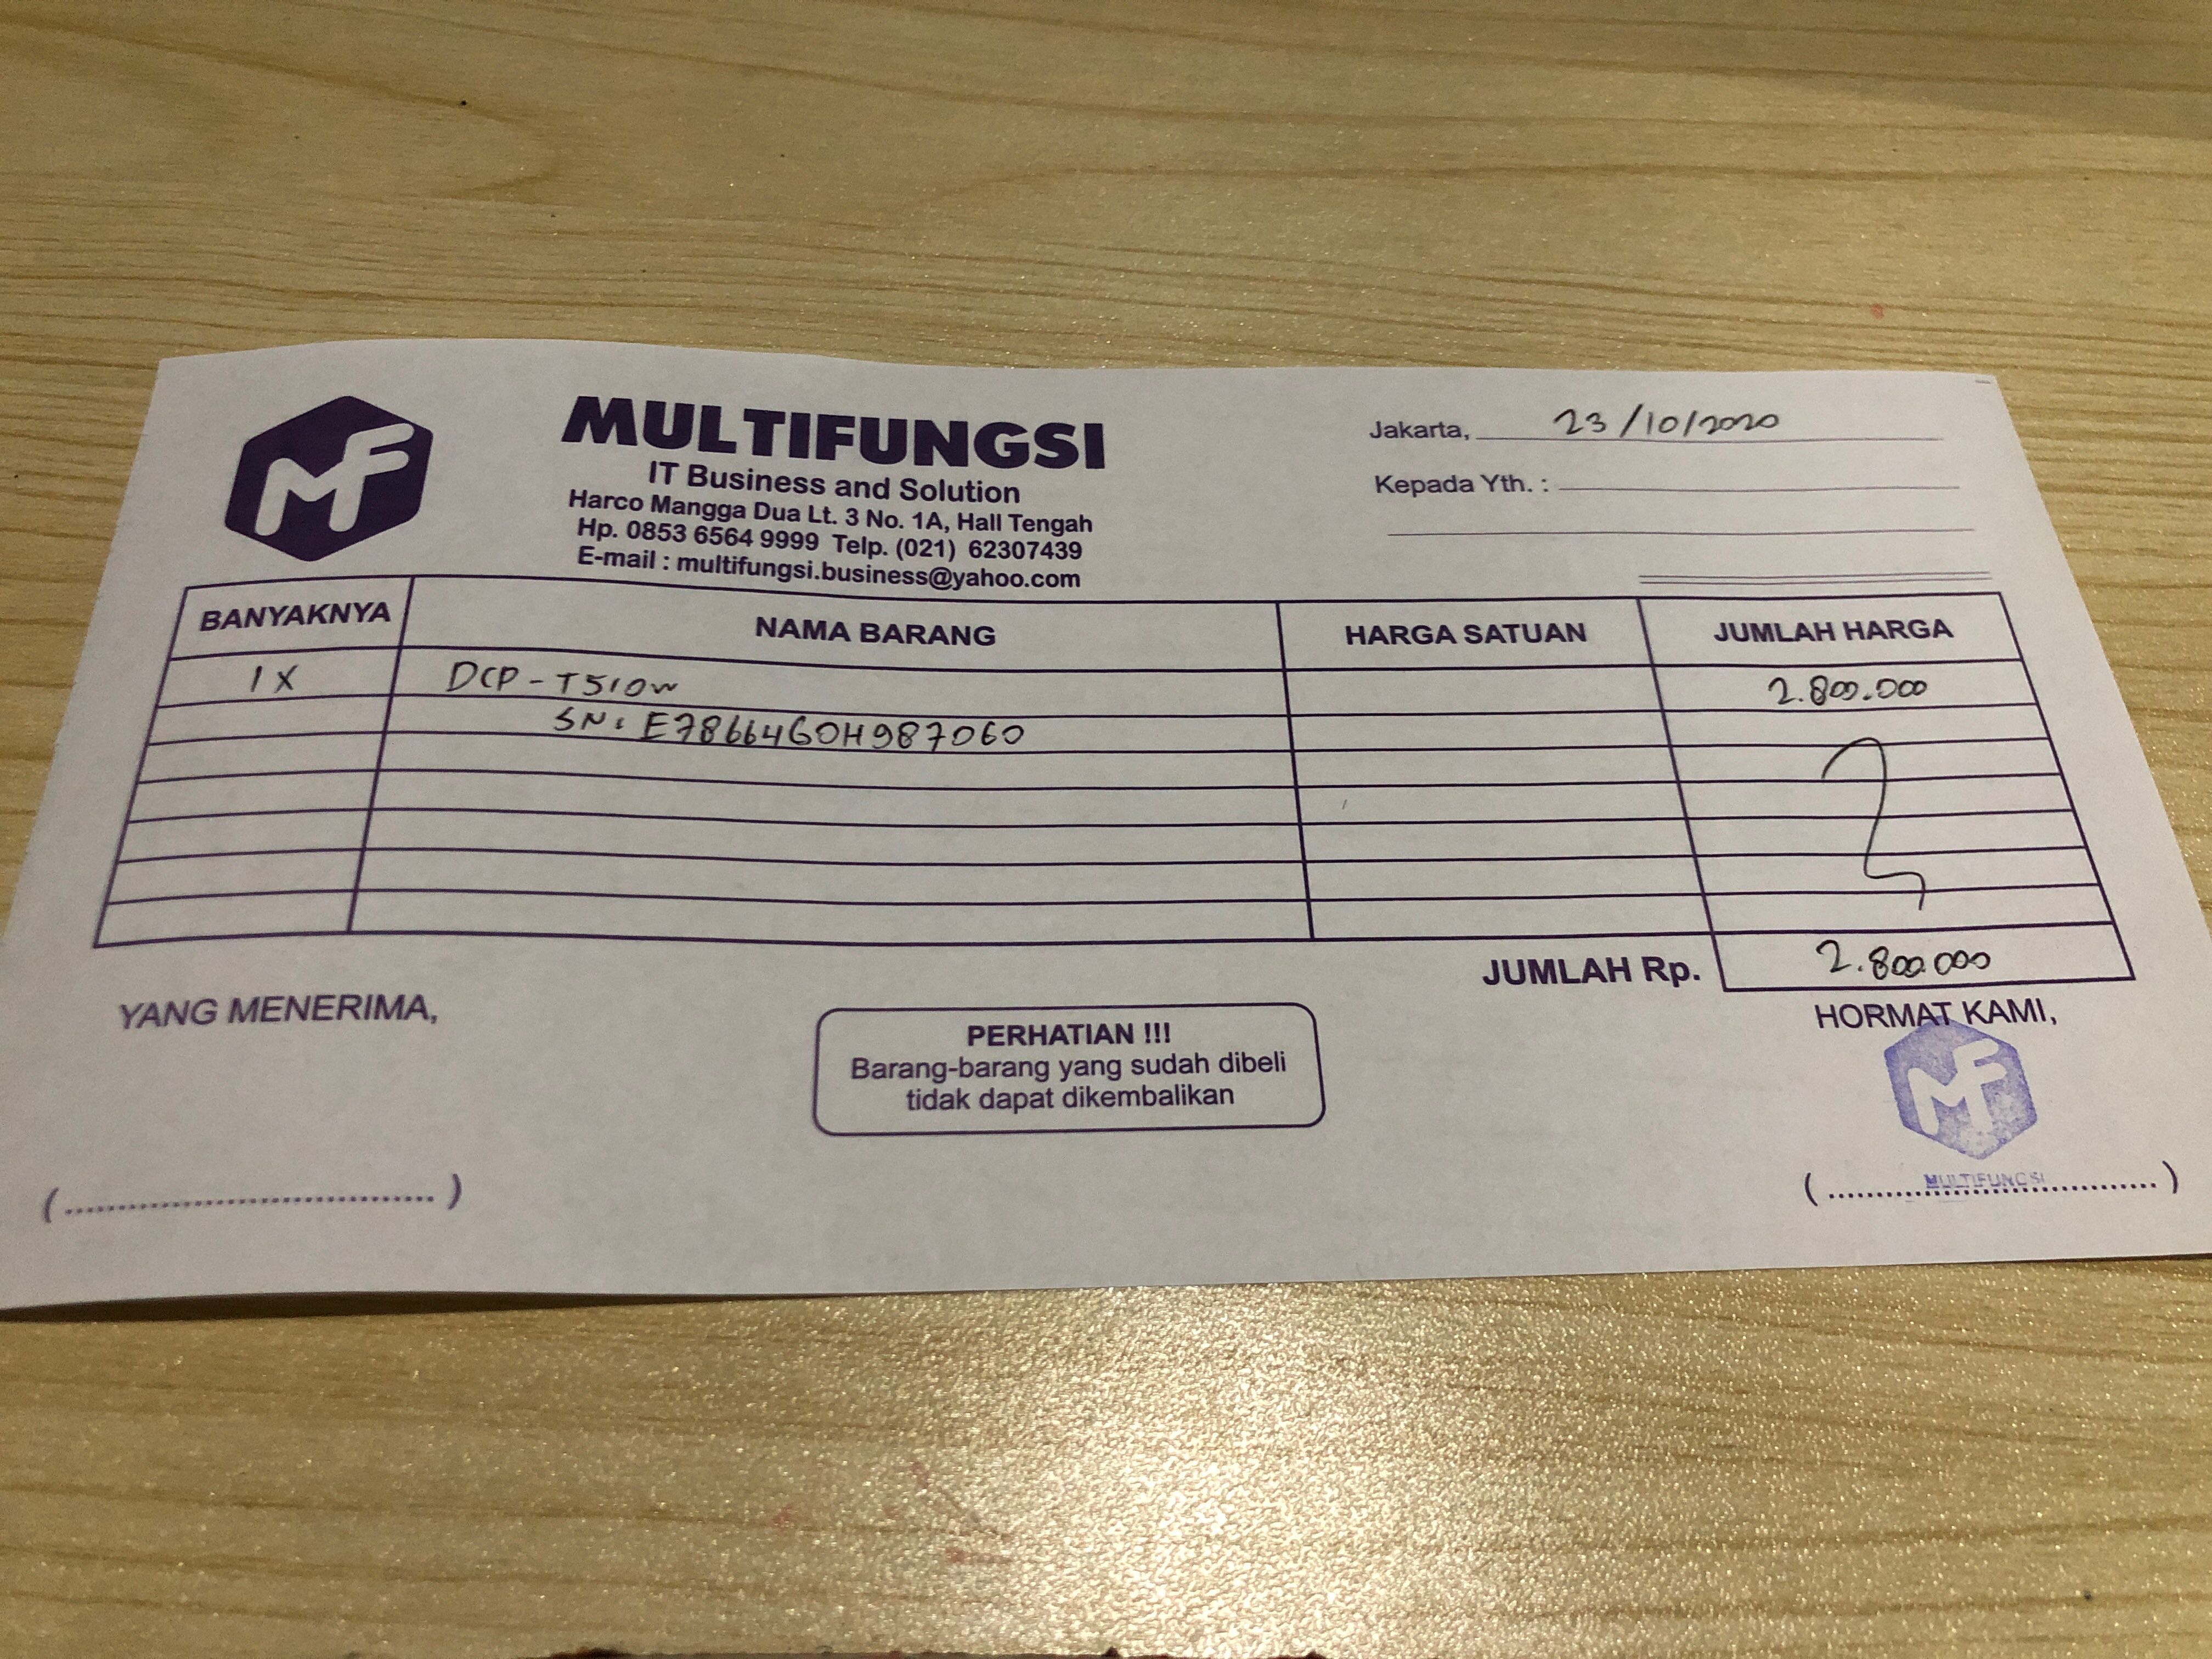 MF
MULTIFUNGSI
IT Business and Solution
Harco Mangga Dua Lt. 3 No. 1A, Hall Tengah
Hp. 0853 6564 9999 Telp. (021) 62307439
E-mail : multifungsi.business@yahoo.com
Jakarta, 23/10/2020
Kepada Yth. :
BANYAKNYA NAMA BARANG HARGA SATUAN JUMLAH HARGA
1 X DCP-T510W 2.800.000
SN: E78664G0H987060
JUMLAH Rp. 2.800.000
YANG MENERIMA,
PERHATIAN !!!
Barang-barang yang sudah dibeli
tidak dapat dikembalikan
HORMAT KAMI,
MF
MULTIFUNGSI
(..................................)
(..................................)